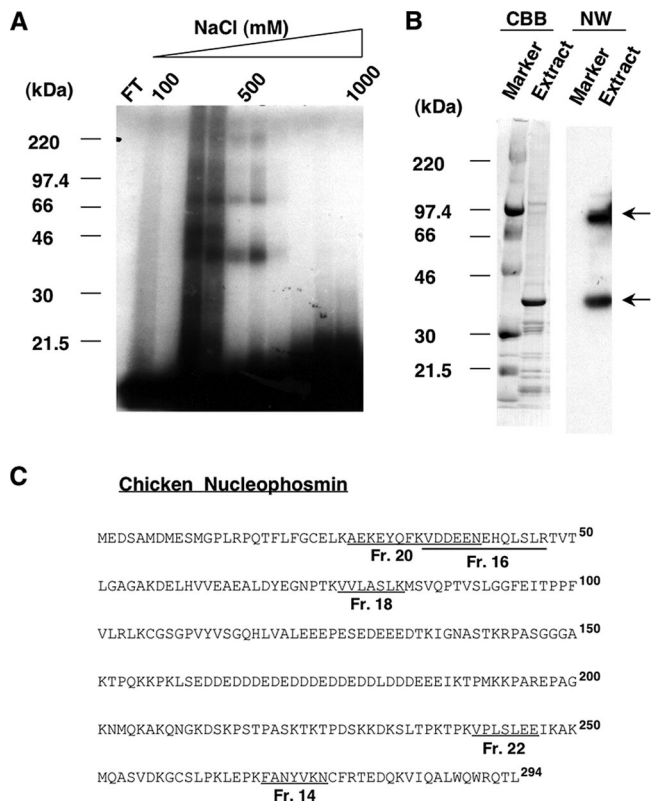 A
NaCl (mM)
(kDa)
FT
100
500
1000
220
97.4
66
46
30
21.5
B
CBB
NW
(kDa)
Marker
Extract
Marker
Extract
220
97.4
66
46
30
21.5
C
Chicken Nucleophosmin
MEDSAMDMESMGPLRPQTFLFGCELKAEKEYQFKVDDEENEHQLSLRTVT 50
Fr. 20 Fr. 16
LGAGAKDELHVVEAEALDYEGNPTKVVLASLKMSVQPTVSLGGFEITPPF 100
Fr. 18
VLRLKCGSGPVYVSGQHLVALEEEPESEDEEEDTKIGNASTKRPASGGGA 150
KTPQKKPKLSEDDEDDDEDEDDDEDDEDDLDDDEEEIKTPMKKPAREPAG 200
KNMQKAKQNGKDSKPSTPASKTKTPDSKKDKSLTPKTPKVPLSLEEIKAK 250
Fr. 22
MQASVDKGCSLPKLEPKFANYVKNCFRTEDQKVIQALWQWRQTL 294
Fr. 14